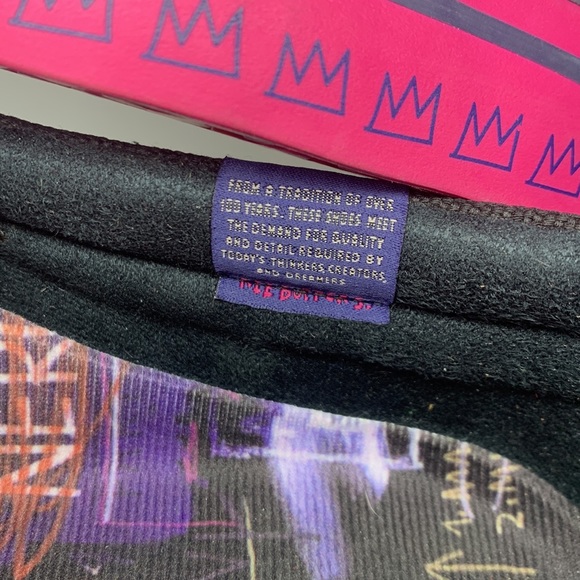 FROM A TRADITION OF OVER
100 YEARS. THESE SHOES MEET
THE DEMAND FOR QUALITY
AND DETAIL REQUIRED BY
TODAY'S THINKERS, CREATORS,
AND DREAMERS